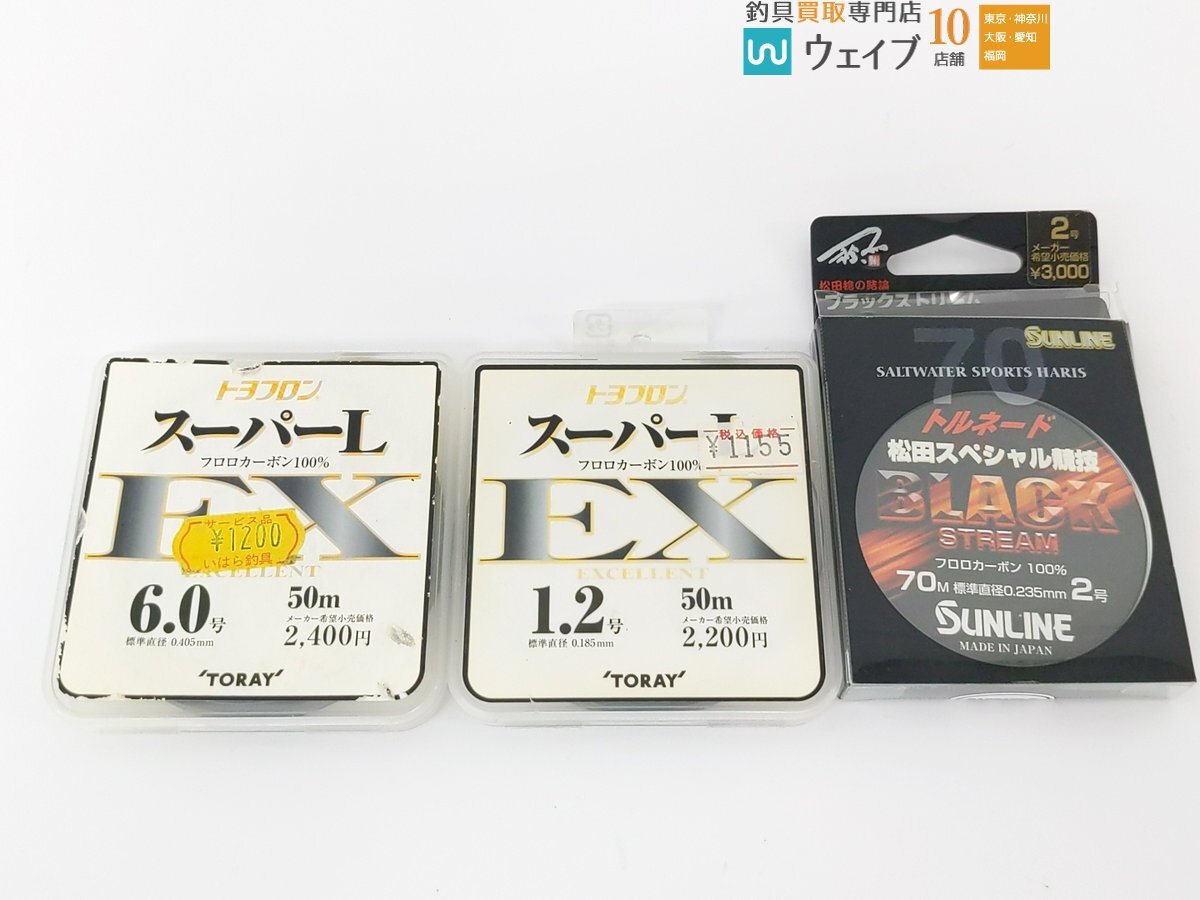 釣具買取専門店
ウェイブ
10
店舗
東京・神奈川
大阪・愛知
福岡
トヨフロン
スーパーL
フロロカーボン100%
EX
サービス品
¥1200
いはら釣具
EXCELLENT
6.0号
標準直径 0.405mm
50m
メーカー希望小売価格
2,400円
'TORAY'
トヨフロン
スーパーL
税込価格
¥1155
フロロカーボン100%
EX
EXCELLENT
1.2号
標準直径 0.185mm
50m
メーカー希望小売価格
2,200円
'TORAY'
2号
メーカー
希望小売価格
¥3,000
松田稔の結論
ブラックストリーム
70
SUNLINE
SALTWATER SPORTS HARIS
トルネード
松田スペシャル競技
BLACK
STREAM
フロロカーボン 100%
70M 標準直径0.235mm 2号
SUNLINE
MADE IN JAPAN